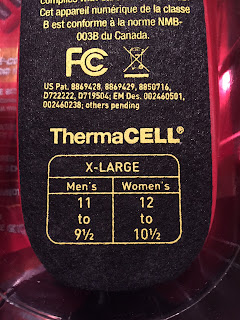 Cet appareil numérique de la classe
B est conforme à la norme NMB-
003B du Canada.
FC
US Pat. 8869428, 8869429, 8850716,
D722222, D719504; EM Des. 002460501,
002460238; others pending
ThermaCELL®
X-LARGE
Men's Women's
11 12
to to
9½ 10½